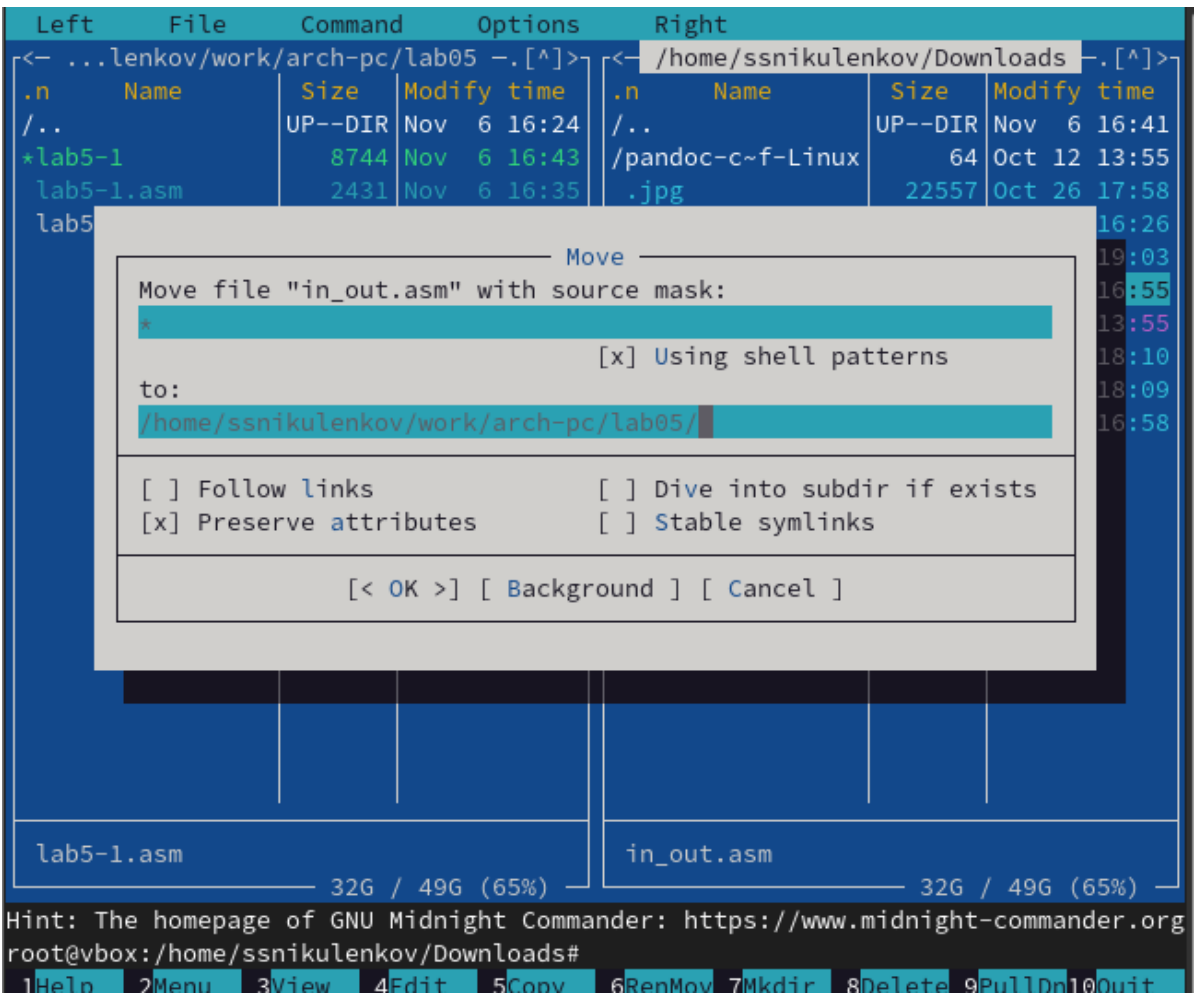 Left File Command Options Right
<─ ...lenkov/work/arch-pc/lab05 ─.[^]> <─ /home/ssnikulenkov/Downloads ─.[^]>
.n Name Size Modify time .n Name Size Modify time
/.. UP--DIR Nov 6 16:24 /.. UP--DIR Nov 6 16:41
*lab5-1 8744 Nov 6 16:43 /pandoc-c~f-Linux 64 Oct 12 13:55
lab5-1.asm 2431 Nov 6 16:35 .jpg 22557 Oct 26 17:58
lab5 16:26
Move 19:03
Move file "in_out.asm" with source mask: 16:55
* 13:55
[x] Using shell patterns 18:10
to: 18:09
/home/ssnikulenkov/work/arch-pc/lab05/ 16:58
[ ] Follow links [ ] Dive into subdir if exists
[x] Preserve attributes [ ] Stable symlinks
[< OK >] [ Background ] [ Cancel ]
lab5-1.asm in_out.asm
32G / 49G (65%) 32G / 49G (65%)
Hint: The homepage of GNU Midnight Commander: https://www.midnight-commander.org
root@vbox:/home/ssnikulenkov/Downloads#
1Help 2Menu 3View 4Edit 5Copy 6RenMov 7Mkdir 8Delete 9PullDn 10Quit